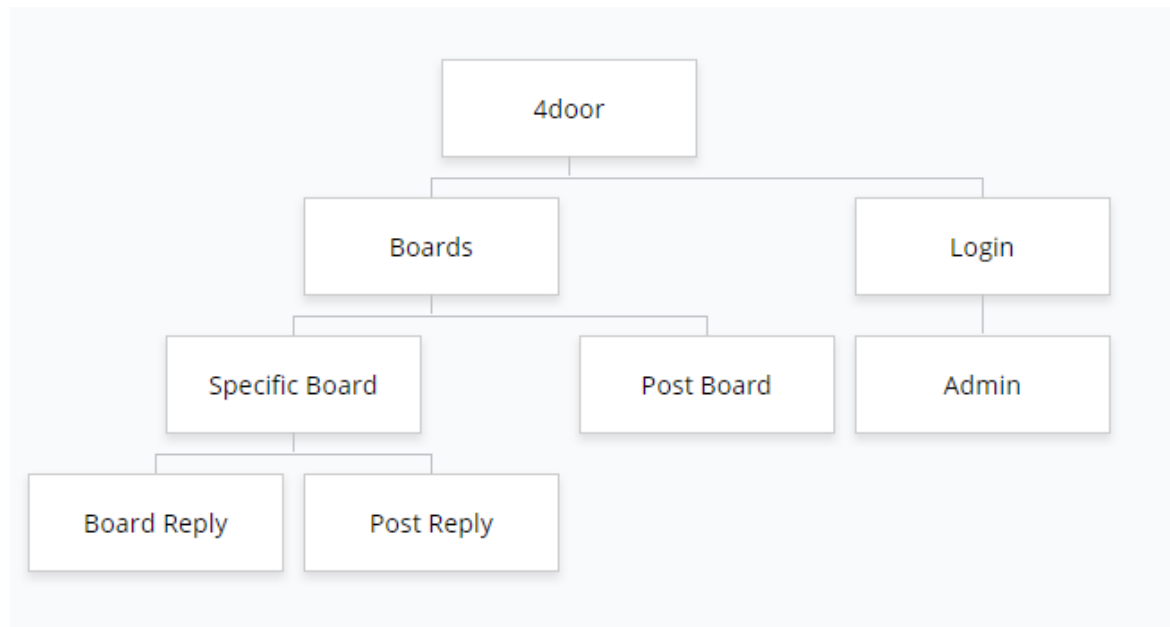 4door
Boards
Login
Specific Board
Post Board
Admin
Board Reply
Post Reply